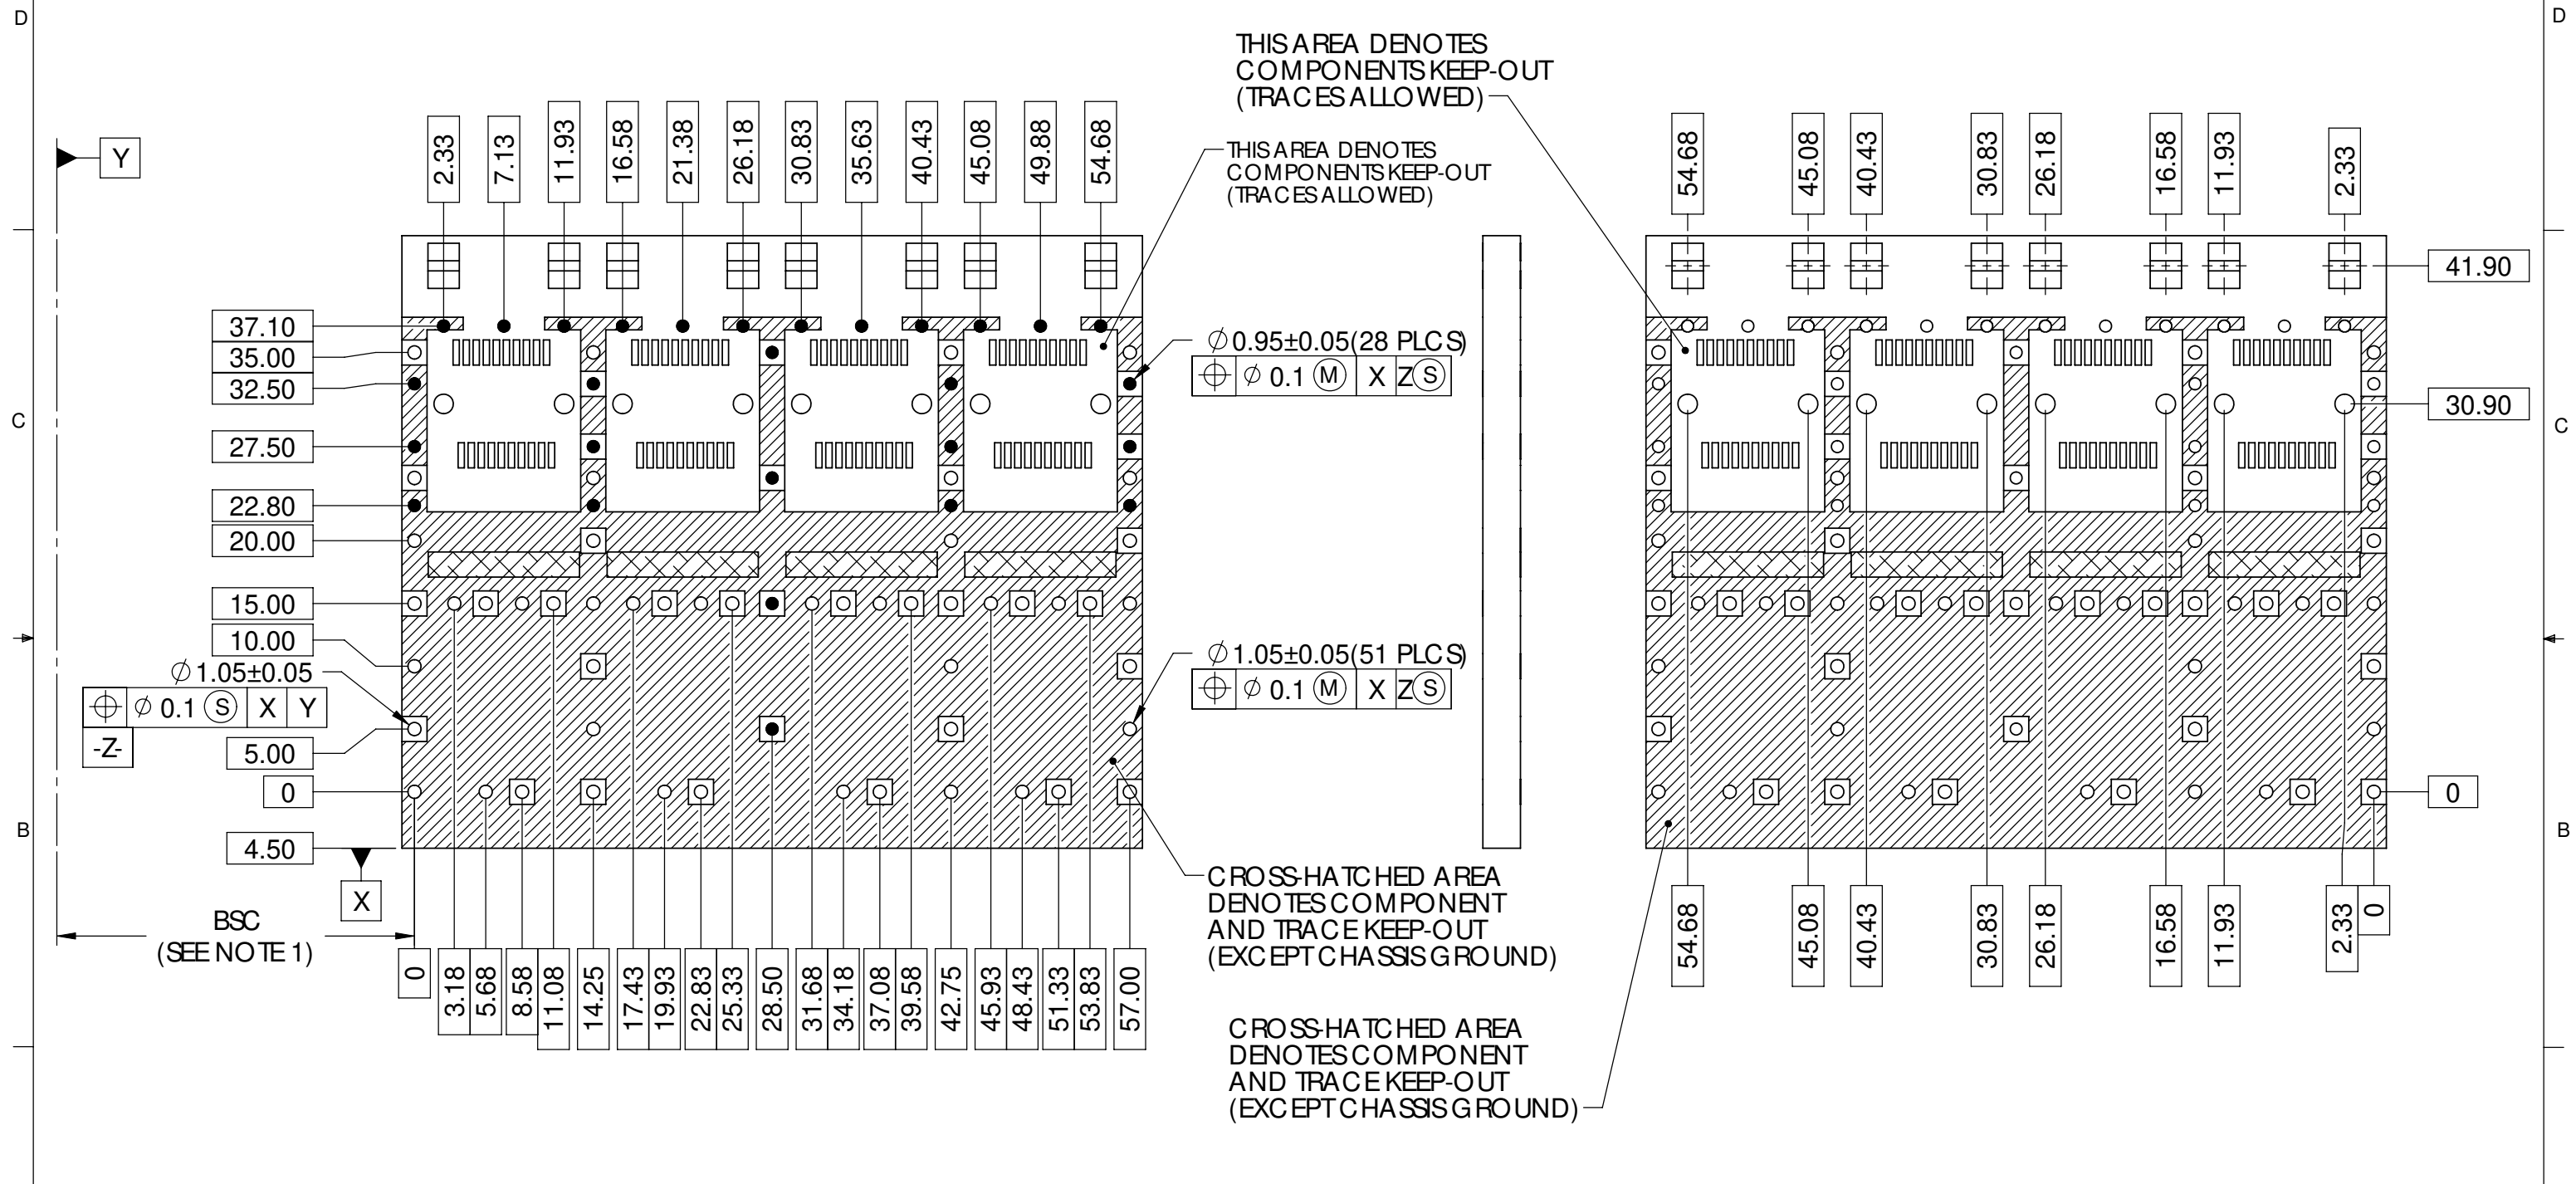 D
D
THIS AREA DENOTES
COMPONENTS KEEP-OUT
(TRACES ALLOWED)
THIS AREA DENOTES
COMPONENTS KEEP-OUT
(TRACES ALLOWED)
Y
2.33
7.13
11.93
16.58
21.38
26.18
30.83
35.63
40.43
45.08
49.88
54.68
54.68
45.08
40.43
30.83
26.18
16.58
11.93
2.33
41.90
37.10
35.00
32.50
27.50
22.80
20.00
15.00
10.00
∅ 1.05±0.05
⌖ ∅ 0.1 Ⓢ X Y
-Z-
5.00
0
4.50
X
BSC
(SEE NOTE 1)
∅ 0.95±0.05 (28 PLCS)
⌖ ∅ 0.1 Ⓜ X Z Ⓢ
∅ 1.05±0.05 (51 PLCS)
⌖ ∅ 0.1 Ⓜ X Z Ⓢ
30.90
0
C
C
B
B
CROSS-HATCHED AREA
DENOTES COMPONENT
AND TRACE KEEP-OUT
(EXCEPT CHASSIS GROUND)
0
3.18
5.68
8.58
11.08
14.25
17.43
19.93
22.83
25.33
28.50
31.68
34.18
37.08
39.58
42.75
45.93
48.43
51.33
53.83
57.00
54.68
45.08
40.43
30.83
26.18
16.58
11.93
2.33
0
CROSS-HATCHED AREA
DENOTES COMPONENT
AND TRACE KEEP-OUT
(EXCEPT CHASSIS GROUND)